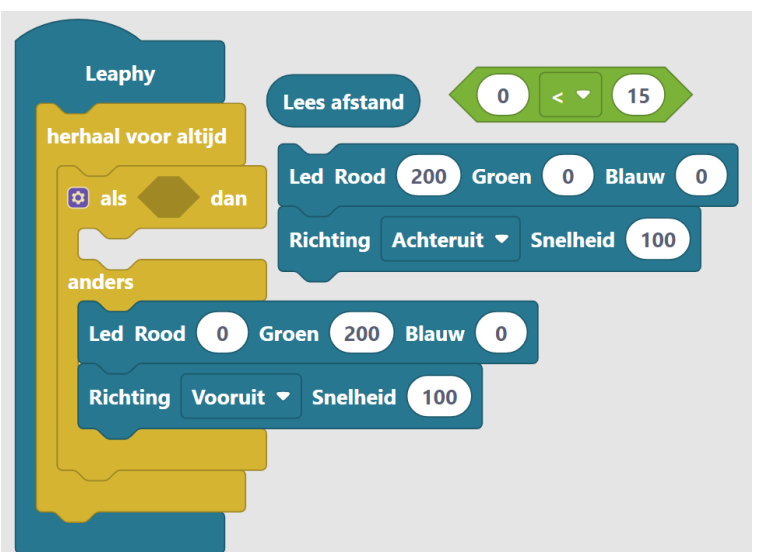 Leaphy
Lees afstand
0 < 15
herhaal voor altijd
Led Rood 200 Groen 0 Blauw 0
als dan
Richting Achteruit Snelheid 100
anders
Led Rood 0 Groen 200 Blauw 0
Richting Vooruit Snelheid 100